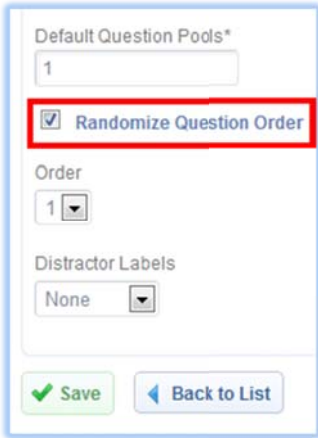 Default Question Pools*
1
Randomize Question Order
Order
1
Distractor Labels
None
Save
Back to List